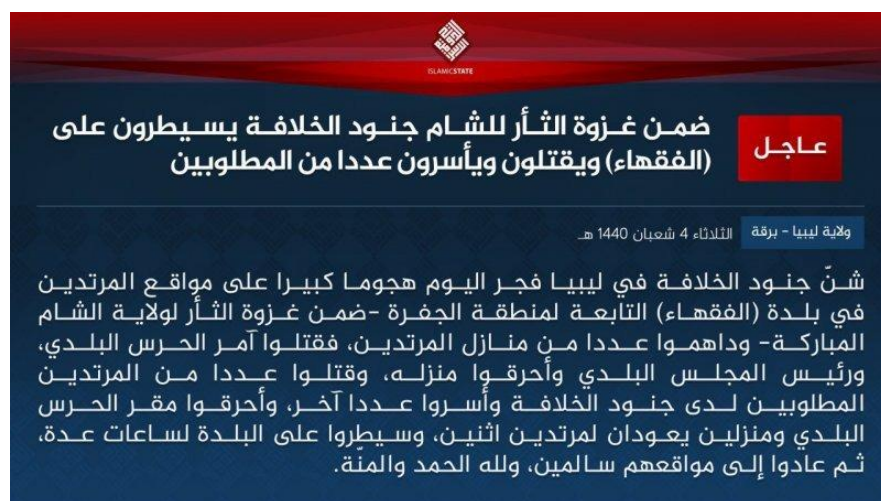 ISLAMIC STATE
عاجل
ضمن غزوة الثأر للشام جنود الخلافة يسيطرون على
(الفقهاء) ويقتلون ويأسرون عددا من المطلوبين
ولاية ليبيا - برقة الثلاثاء 4 شعبان 1440 هـ
شنّ جنود الخلافة في ليبيا فجر اليوم هجوما كبيرا على مواقع المرتدين
في بلدة (الفقهاء) التابعة لمنطقة الجفرة -ضمن غزوة الثأر لولاية الشام
المباركة- وداهموا عددا من منازل المرتدين، فقتلوا آمر الحرس البلدي،
ورئيس المجلس البلدي وأحرقوا منزله، وقتلوا عددا من المرتدين
المطلوبين لدى جنود الخلافة وأسروا عددا آخر، وأحرقوا مقر الحرس
البلدي ومنزلين يعودان لمرتدين اثنين، وسيطروا على البلدة لساعات عدة،
ثم عادوا إلى مواقعهم سالمين، ولله الحمد والمنّة.